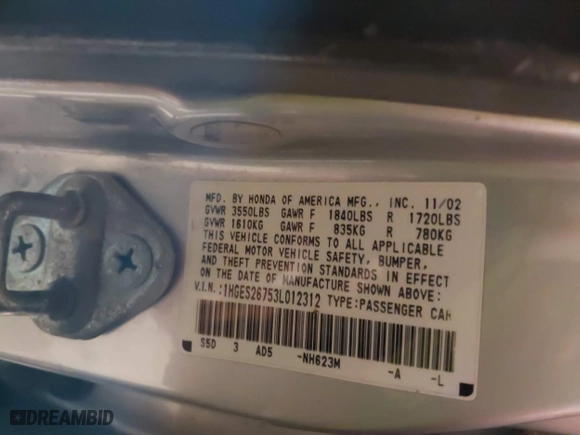 MFD. BY HONDA OF AMERICA MFG., INC. 11/02
GVWR 3550LBS GAWR F 1840LBS R 1720LBS
GVWR 1610KG GAWR F 835KG R 780KG
THIS VEHICLE CONFORMS TO ALL APPLICABLE
FEDERAL MOTOR VEHICLE SAFETY, BUMPER,
AND THEFT PREVENTION STANDARDS IN EFFECT
ON THE DATE OF MANUFACTURE SHOWN ABOVE:
V.I.N.:1HGES26753L012312 TYPE:PASSENGER CAR
S5D 3 AD5 -NH623M -A -L
DREAMBID